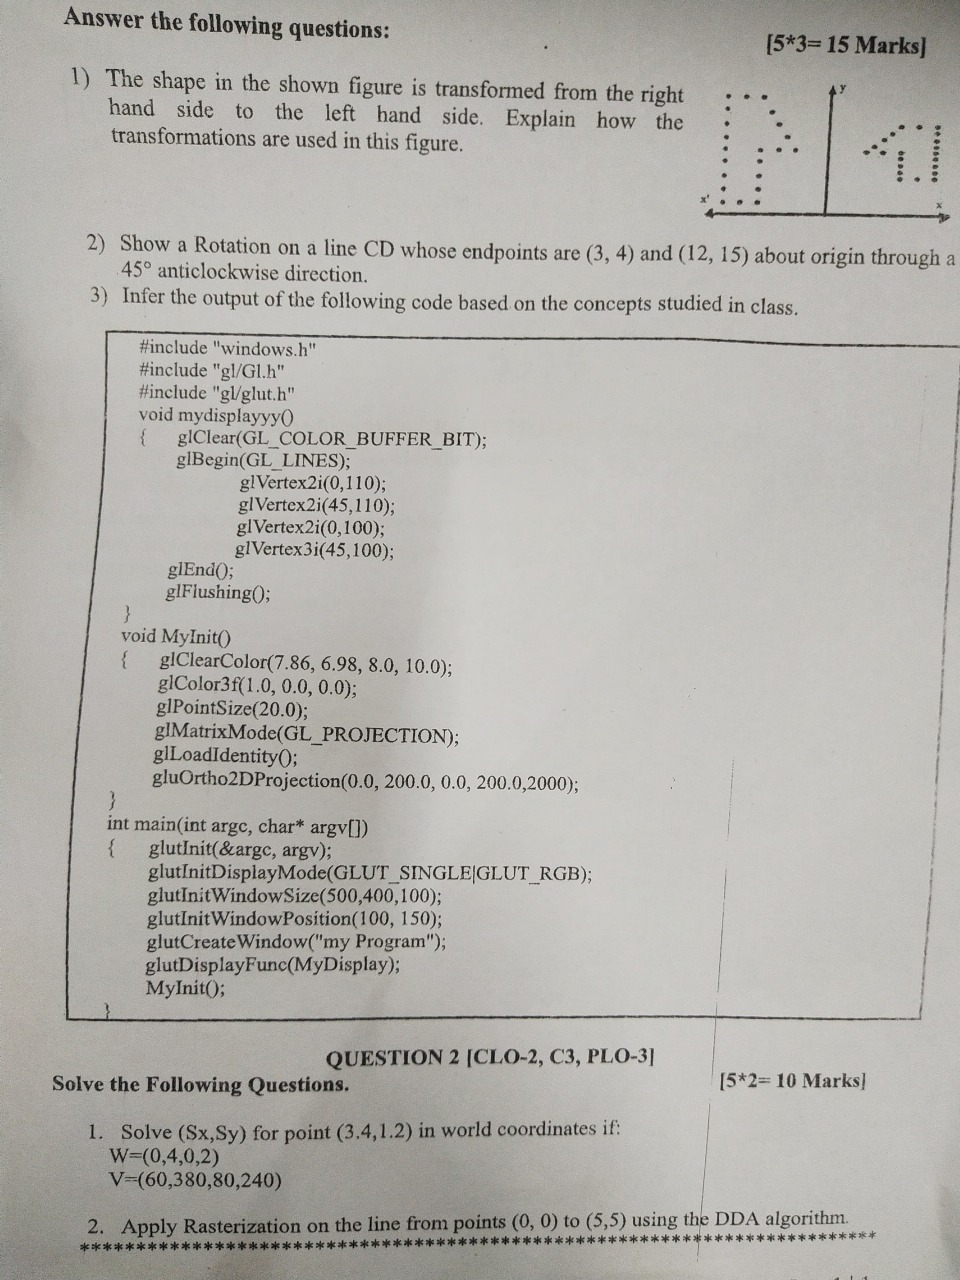 Answer the following questions:
[5*3= 15 Marks]
1) The shape in the shown figure is transformed from the right
hand side to the left hand side. Explain how the
transformations are used in this figure.
y
x'
x
2) Show a Rotation on a line CD whose endpoints are (3, 4) and (12, 15) about origin through a
45° anticlockwise direction.
3) Infer the output of the following code based on the concepts studied in class.
#include "windows.h"
#include "gl/Gl.h"
#include "gl/glut.h"
void mydisplayyy()
{ glClear(GL_COLOR_BUFFER_BIT);
glBegin(GL_LINES);
glVertex2i(0,110);
glVertex2i(45,110);
glVertex2i(0,100);
glVertex3i(45,100);
glEnd();
glFlushing();
}
void MyInit()
{ glClearColor(7.86, 6.98, 8.0, 10.0);
glColor3f(1.0, 0.0, 0.0);
glPointSize(20.0);
glMatrixMode(GL_PROJECTION);
glLoadIdentity();
gluOrtho2DProjection(0.0, 200.0, 0.0, 200.0,2000);
}
int main(int argc, char* argv[])
{ glutInit(&argc, argv);
glutInitDisplayMode(GLUT_SINGLE|GLUT_RGB);
glutInitWindowSize(500,400,100);
glutInitWindowPosition(100, 150);
glutCreateWindow("my Program");
glutDisplayFunc(MyDisplay);
MyInit();
}
QUESTION 2 [CLO-2, C3, PLO-3]
Solve the Following Questions.
[5*2= 10 Marks]
1. Solve (Sx,Sy) for point (3.4,1.2) in world coordinates if:
W=(0,4,0,2)
V=(60,380,80,240)
2. Apply Rasterization on the line from points (0, 0) to (5,5) using the DDA algorithm.
******************************************************************************